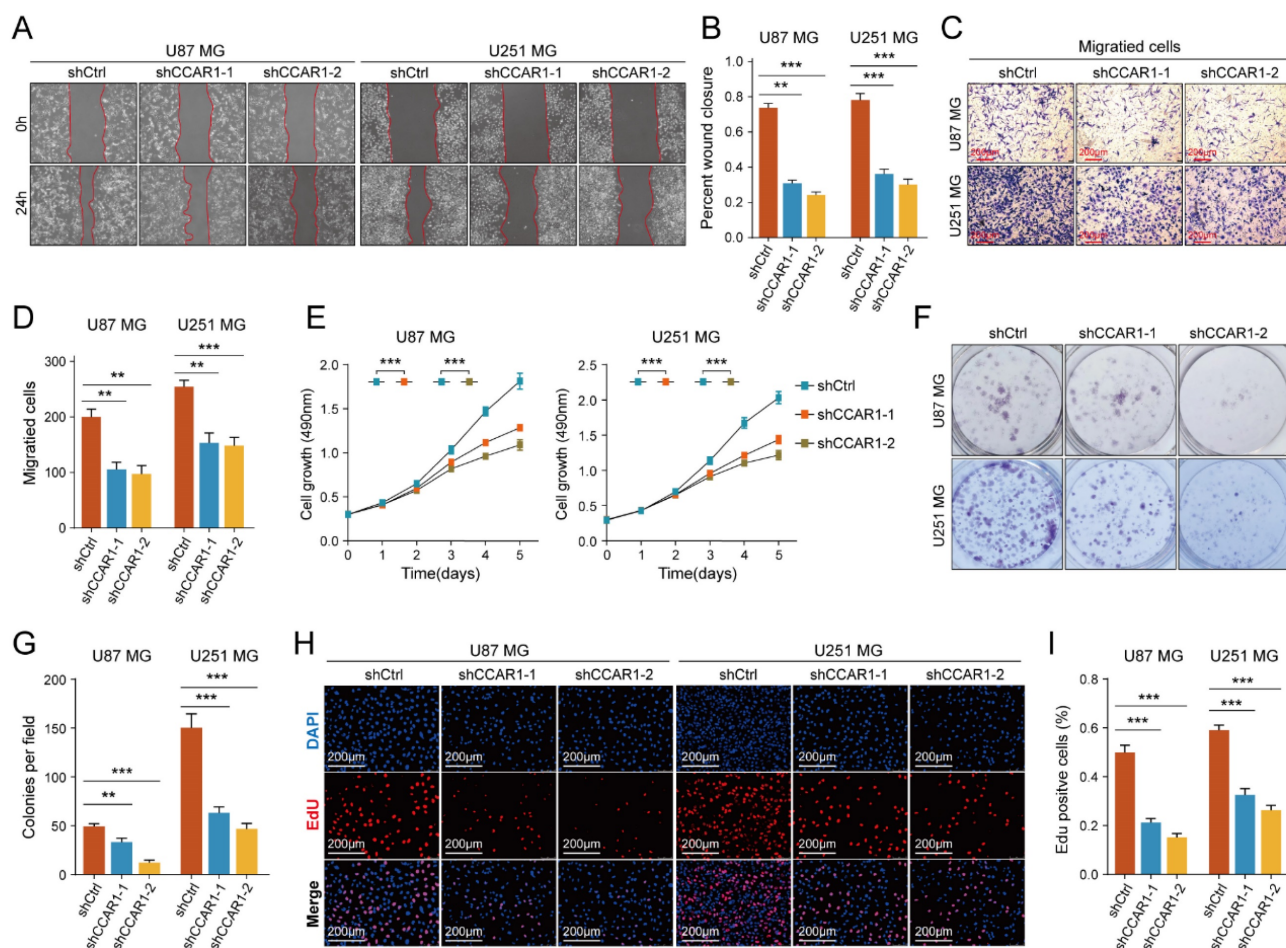 A
U87 MG
U251 MG
shCtrl shCCAR1-1 shCCAR1-2 shCtrl shCCAR1-1 shCCAR1-2
0h
24h
B
U87 MG U251 MG
*** ***
** ***
Percent wound closure
1.0
0.8
0.6
0.4
0.2
0.0
shCtrl shCCAR1-1 shCCAR1-2 shCtrl shCCAR1-1 shCCAR1-2
C
Migratied cells
shCtrl shCCAR1-1 shCCAR1-2
U87 MG
200μm 200μm 200μm
U251 MG
200μm 200μm 200μm
D
U87 MG U251 MG
** ***
** **
Migratied cells
300
200
100
0
shCtrl shCCAR1-1 shCCAR1-2 shCtrl shCCAR1-1 shCCAR1-2
E
U87 MG
*** ***
Cell growth (490nm)
2.0
1.5
1.0
0.5
0.0
0 1 2 3 4 5
Time(days)
U251 MG
*** ***
Cell growth (490nm)
2.5
2.0
1.5
1.0
0.5
0.0
0 1 2 3 4 5
Time(days)
shCtrl
shCCAR1-1
shCCAR1-2
F
shCtrl shCCAR1-1 shCCAR1-2
U87 MG
U251 MG
G
U87 MG U251 MG
*** ***
** ***
Colonies per field
200
150
100
50
0
shCtrl shCCAR1-1 shCCAR1-2 shCtrl shCCAR1-1 shCCAR1-2
H
U87 MG U251 MG
shCtrl shCCAR1-1 shCCAR1-2 shCtrl shCCAR1-1 shCCAR1-2
DAPI
200μm 200μm 200μm 200μm 200μm 200μm
EdU
200μm 200μm 200μm 200μm 200μm 200μm
Merge
200μm 200μm 200μm 200μm 200μm 200μm
I
U87 MG U251 MG
*** ***
*** ***
Edu positve cells (%)
0.8
0.6
0.4
0.2
0.0
shCtrl shCCAR1-1 shCCAR1-2 shCtrl shCCAR1-1 shCCAR1-2